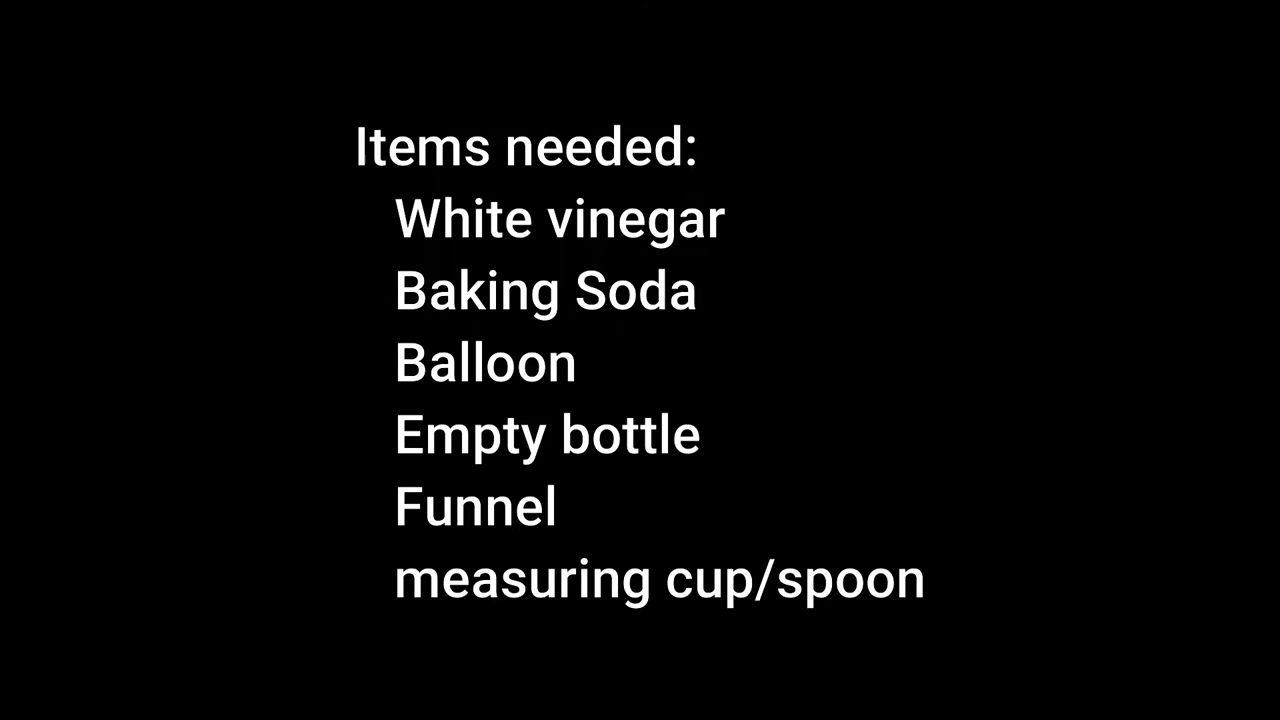 Items needed:
White vinegar
Baking Soda
Balloon
Empty bottle
Funnel
measuring cup/spoon